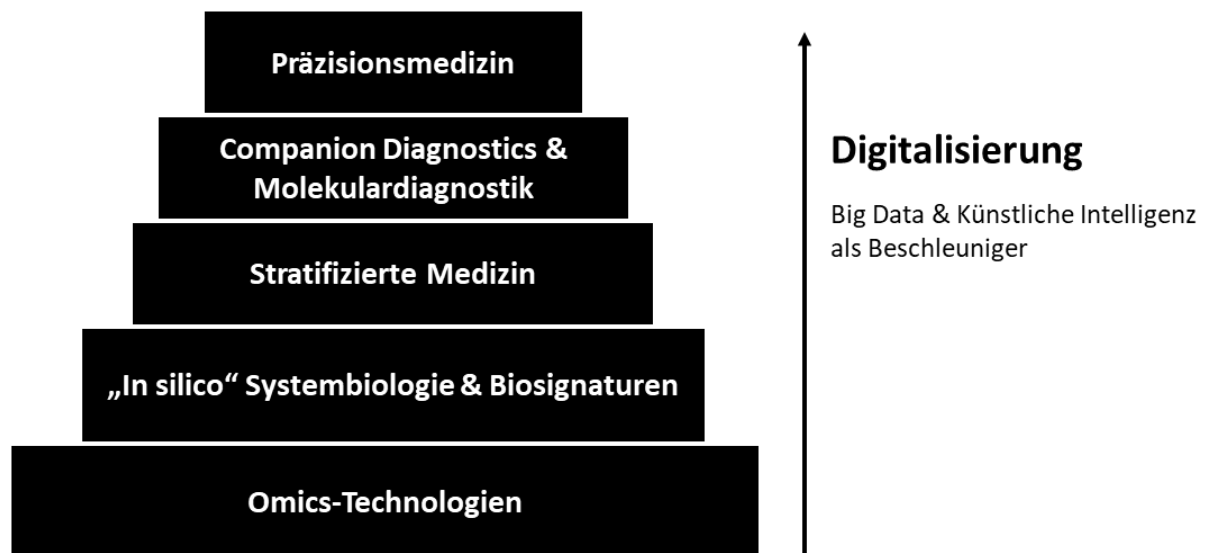 Präzisionsmedizin
Companion Diagnostics &
Molekulardiagnostik
Stratifizierte Medizin
„In silico“ Systembiologie & Biosignaturen
Omics-Technologien
Digitalisierung
Big Data & Künstliche Intelligenz
als Beschleuniger